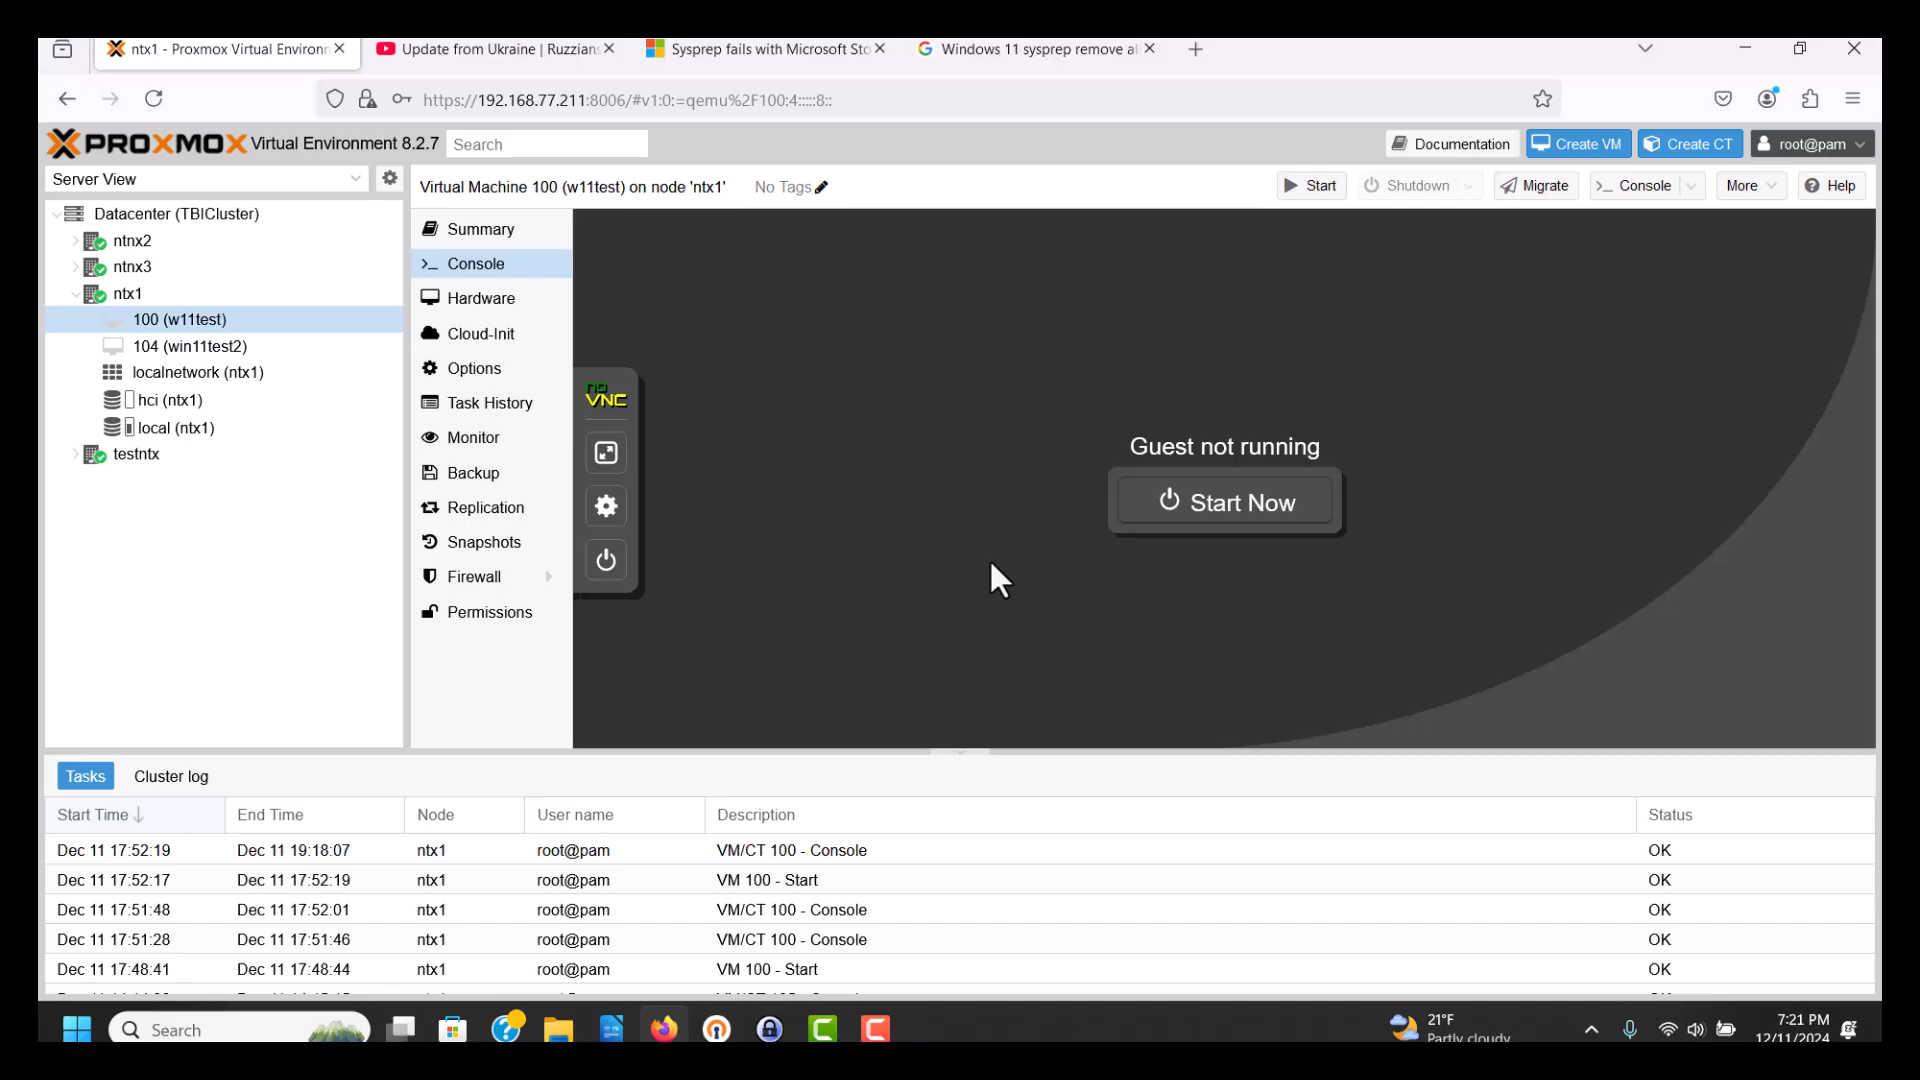 ntx1 - Proxmox Virtual Environn
Update from Ukraine | Ruzzians
Sysprep fails with Microsoft Sto
Windows 11 sysprep remove al
https://192.168.77.211:8006/#v1:0:=qemu%2F100:4:::::8::
PROXMOX Virtual Environment 8.2.7
Search
Documentation
Create VM
Create CT
root@pam
Server View
Virtual Machine 100 (w11test) on node 'ntx1'
No Tags
Start
Shutdown
Migrate
Console
More
Help
Datacenter (TBICluster)
ntnx2
ntnx3
ntx1
100 (w11test)
104 (win11test2)
localnetwork (ntx1)
hci (ntx1)
local (ntx1)
testntx
Summary
Console
Hardware
Cloud-Init
Options
Task History
Monitor
Backup
Replication
Snapshots
Firewall
Permissions
no
VNC
Guest not running
Start Now
Tasks
Cluster log
Start Time
End Time
Node
User name
Description
Status
Dec 11 17:52:19 Dec 11 19:18:07 ntx1 root@pam VM/CT 100 - Console OK
Dec 11 17:52:17 Dec 11 17:52:19 ntx1 root@pam VM 100 - Start OK
Dec 11 17:51:48 Dec 11 17:52:01 ntx1 root@pam VM/CT 100 - Console OK
Dec 11 17:51:28 Dec 11 17:51:46 ntx1 root@pam VM/CT 100 - Console OK
Dec 11 17:48:41 Dec 11 17:48:44 ntx1 root@pam VM 100 - Start OK
Search
21°F
Partly cloudy
7:21 PM
12/11/2024